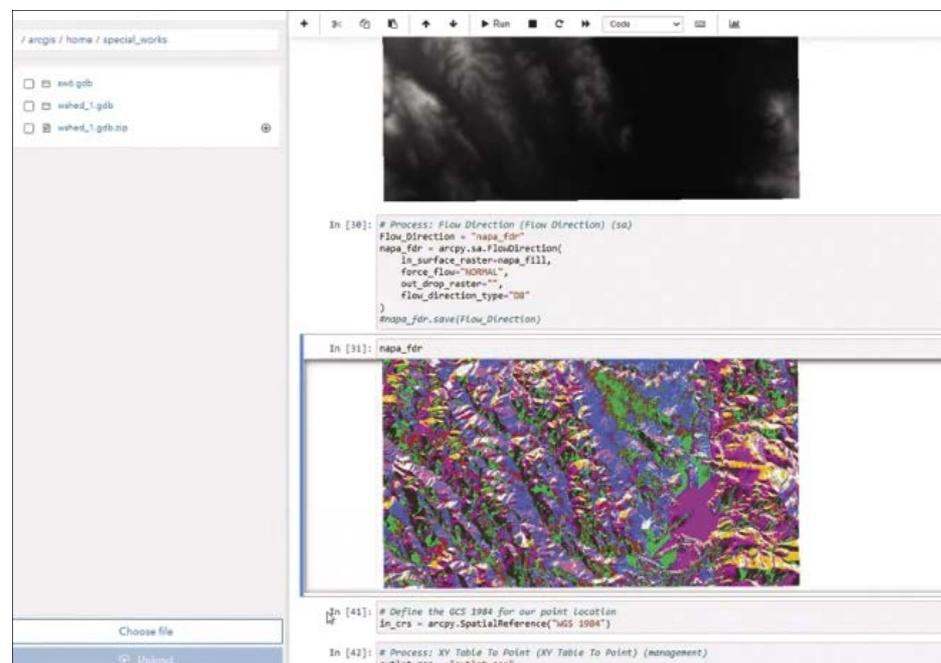 Run
Code
/ arcgis / home / special_works
sw6.gdb
wshed_1.gdb
wshed_1.gdb.zip
In [30]: # Process: Flow Direction (Flow Direction) (sa)
Flow_Direction = "napa_fdr"
napa_fdr = arcpy.sa.FlowDirection(
in_surface_raster=napa_fill,
force_flow="NORMAL",
out_drop_raster="",
flow_direction_type="D8"
)
#napa_fdr.save(Flow_Direction)
In [31]: napa_fdr
In [41]: # Define the GCS 1984 for our point location
in_crs = arcpy.SpatialReference("WGS 1984")
Choose file
In [42]: # Process: XY Table To Point (XY Table To Point) (management)
Upload